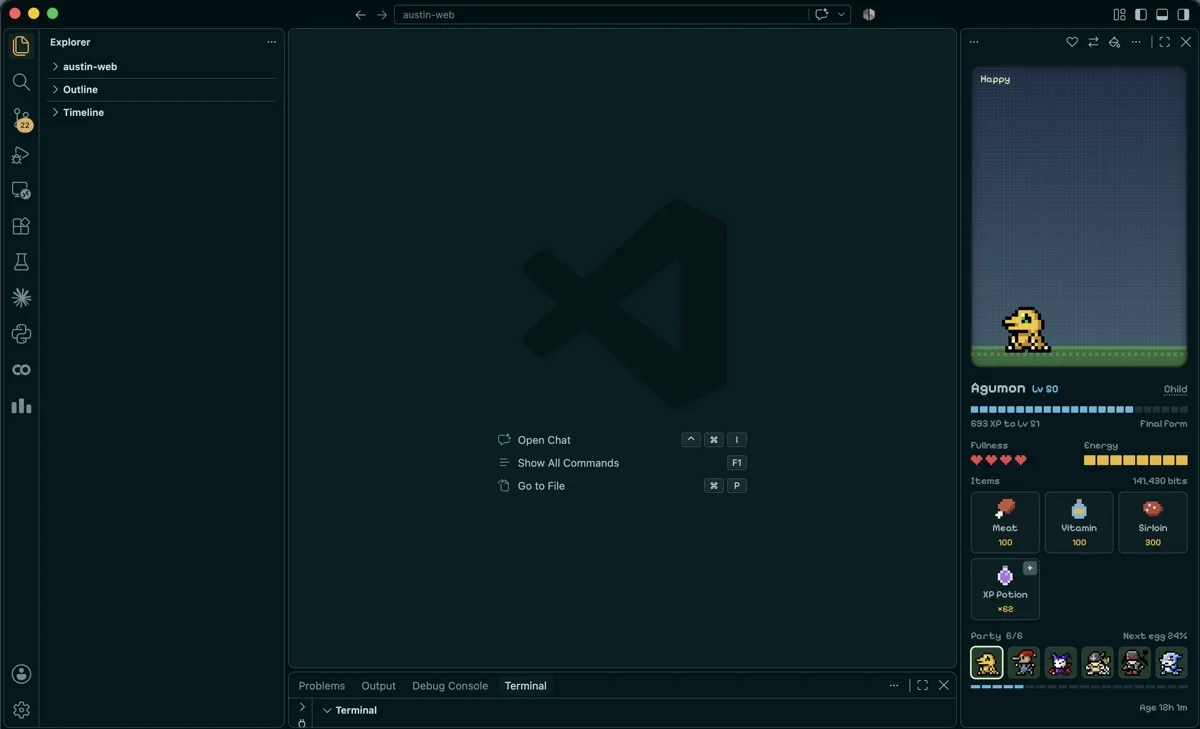 austin-web
Explorer
austin-web
Outline
Timeline
22
Open Chat ^ ⌘ I
Show All Commands F1
Go to File ⌘ P
Problems Output Debug Console Terminal
Terminal
Happy
Agumon Lv 80 Child
693 XP to Lv 81 Final Form
Fullness Energy
Items 141,430 bits
Meat Vitamin Sirloin
100 100 300
+
XP Potion
×62
Party 6/6 Next egg 24%
Age 12h 1m